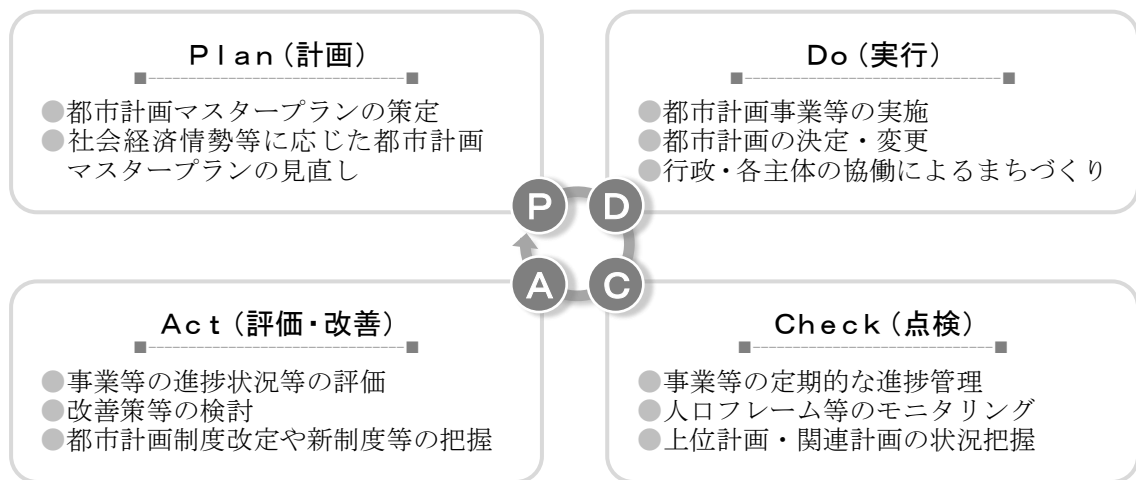 Plan（計画）
●都市計画マスタープランの策定
●社会経済情勢等に応じた都市計画
マスタープランの見直し
Do（実行）
●都市計画事業等の実施
●都市計画の決定・変更
●行政・各主体の協働によるまちづくり
P
D
A
C
Act（評価・改善）
●事業等の進捗状況等の評価
●改善策等の検討
●都市計画制度改定や新制度等の把握
Check（点検）
●事業等の定期的な進捗管理
●人口フレーム等のモニタリング
●上位計画・関連計画の状況把握